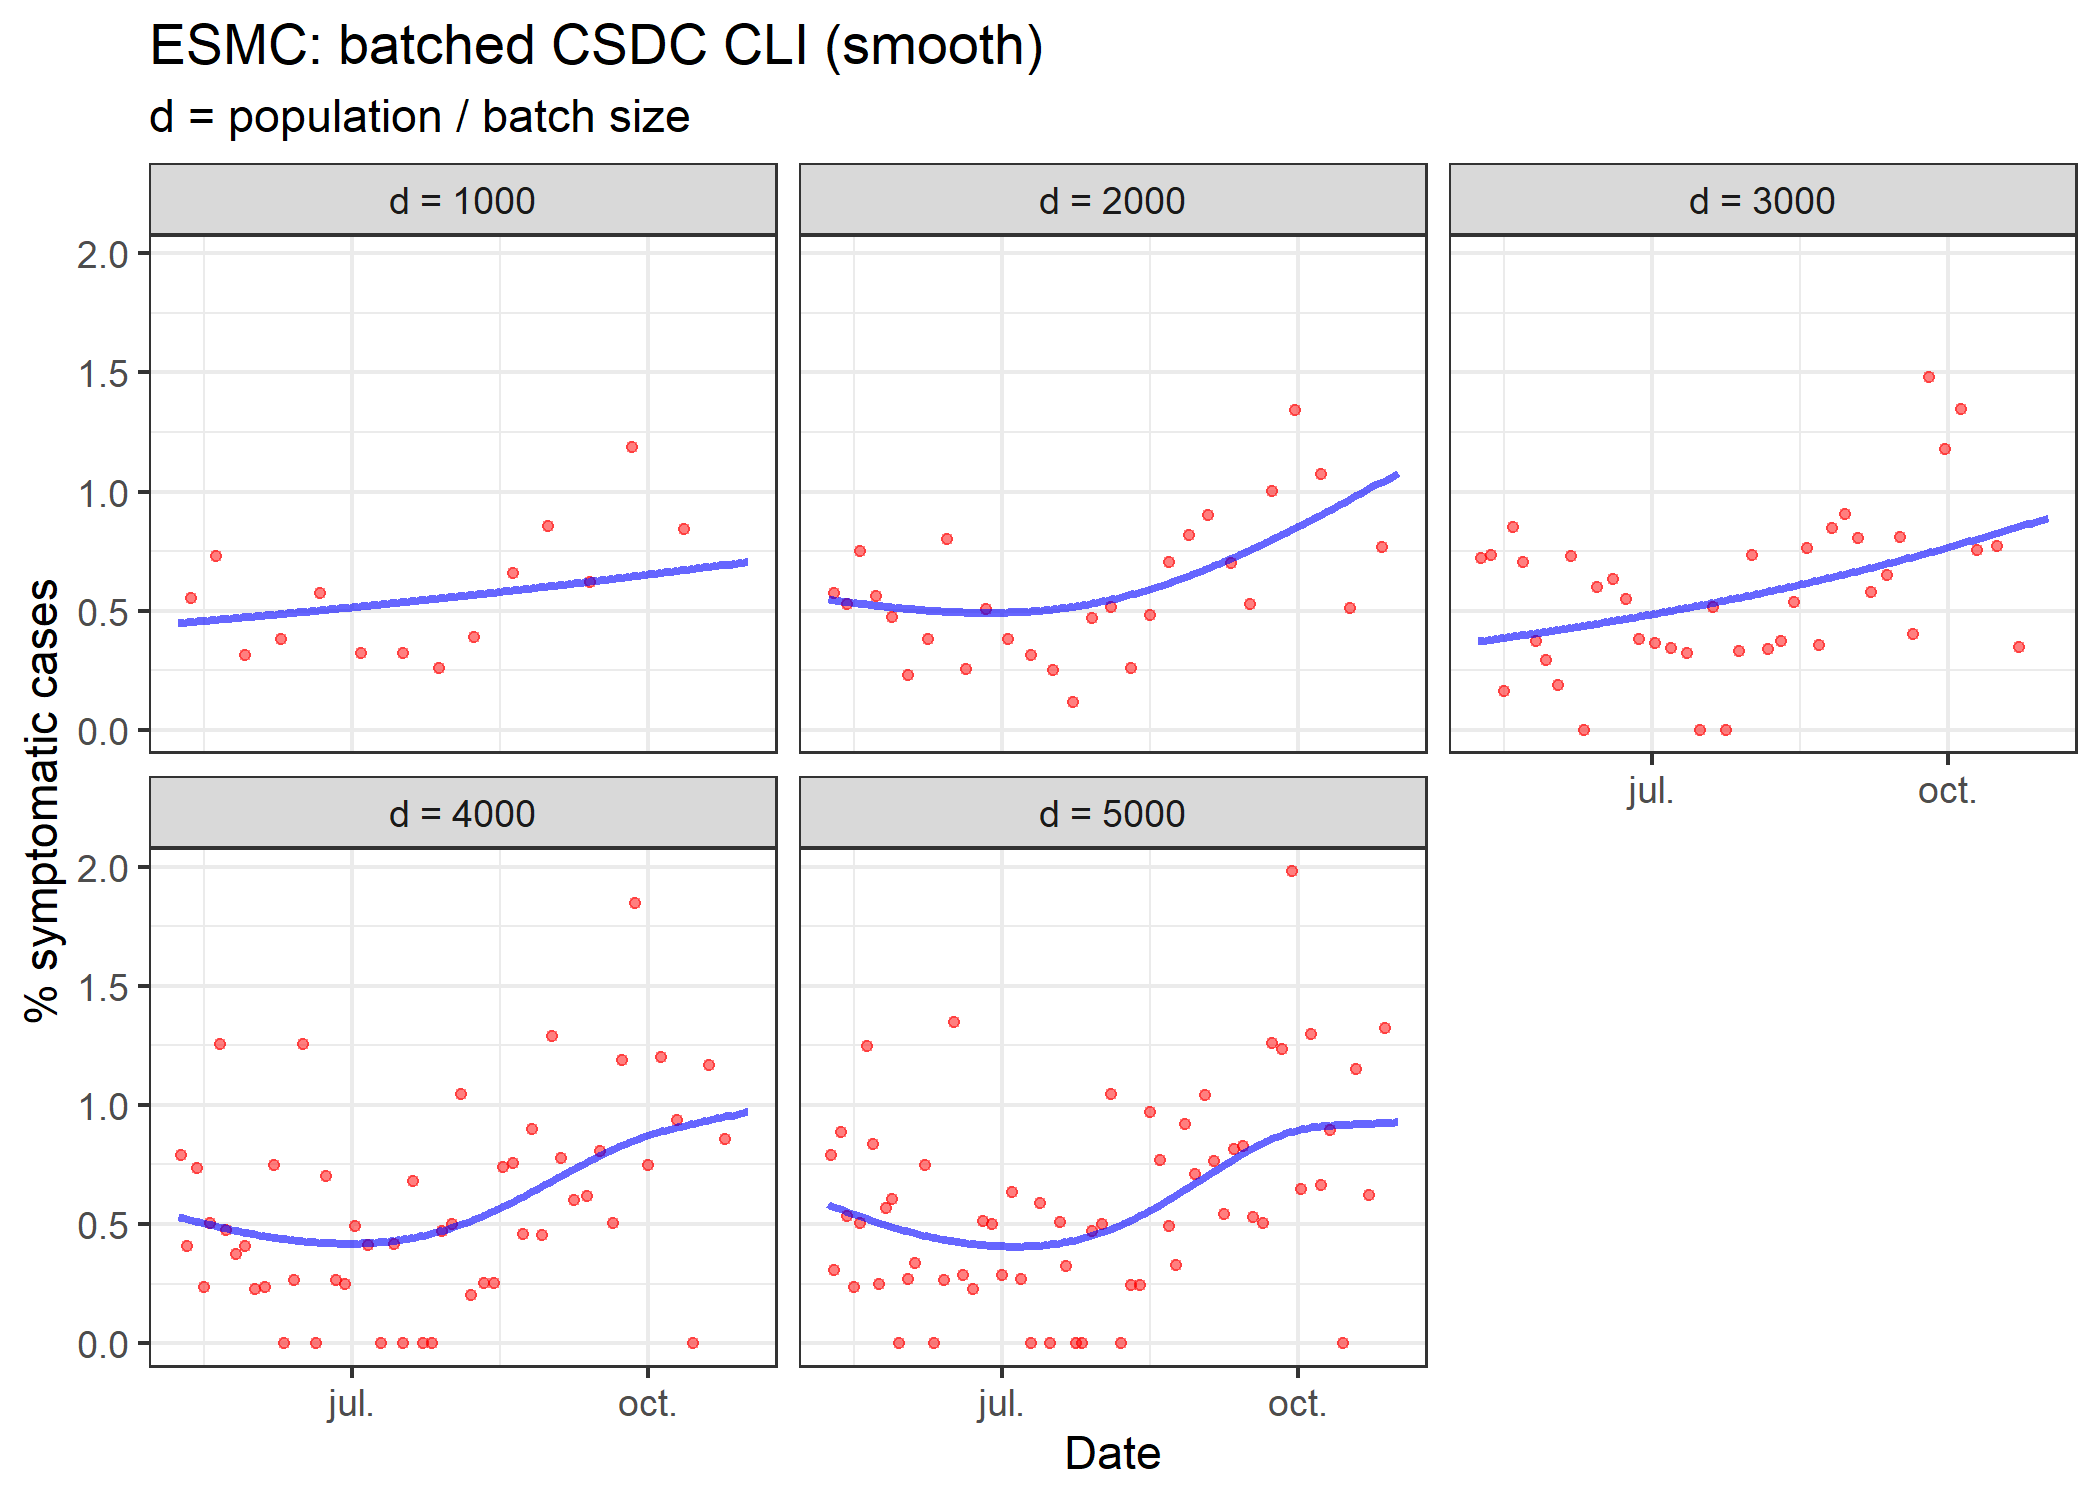 ESMC: batched CSDC CLI (smooth)
d = population / batch size
d = 1000
d = 2000
d = 3000
2.0
1.5
1.0
0.5
0.0
jul.
oct.
d = 4000
d = 5000
2.0
1.5
1.0
0.5
0.0
jul.
oct.
jul.
oct.
% symptomatic cases
Date